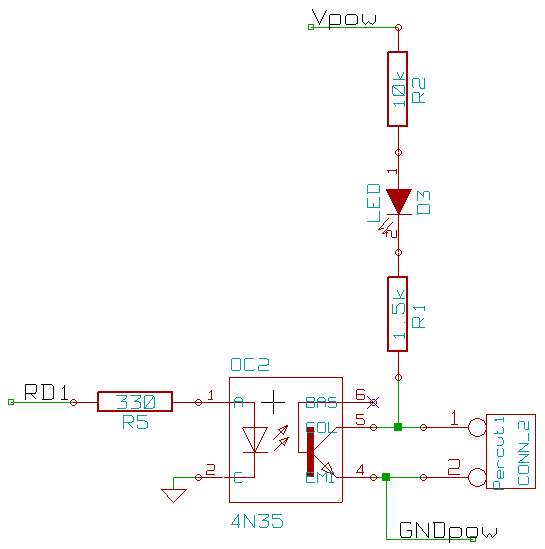 Vpow
10k
R2
1
LED
D3
2
1.5k
R1
OC2
RD1
330
R5
1
A
BAS
6
COL
5
1
2
C
EMI
4
2
Percut1
CONN_2
4N35
GNDpow